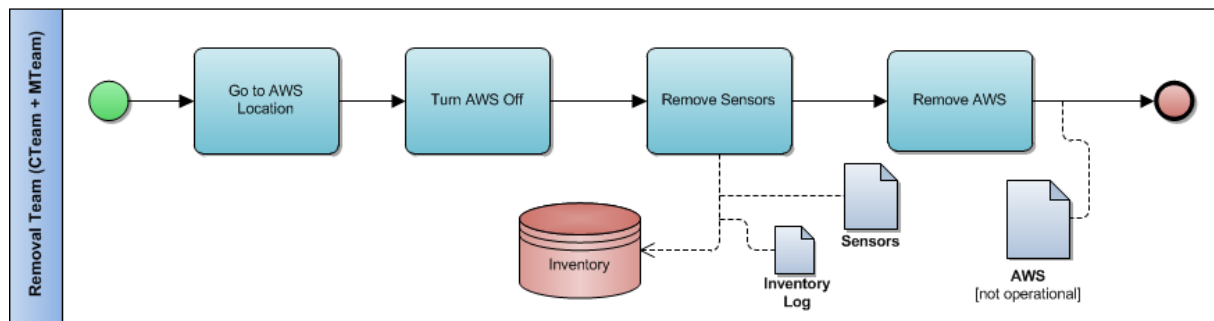 Removal Team (CTeam + MTeam)
Go to AWS
Location
Turn AWS Off
Remove Sensors
Remove AWS
Sensors
Inventory
Inventory
Log
AWS
[not operational]